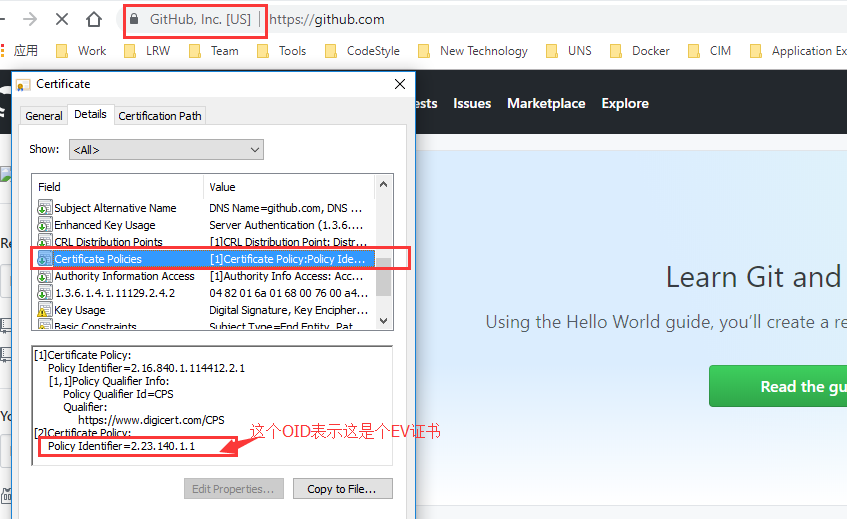 GitHub, Inc. [US]
https://github.com
应用
Work
LRW
Team
Tools
CodeStyle
New Technology
UNS
Docker
CIM
Application Ex
Certificate
Issues
Marketplace
Explore
General
Details
Certification Path
Show:
<All>
Field Value
Subject Alternative Name DNS Name=github.com, DNS ...
Enhanced Key Usage Server Authentication (1.3.6....
CRL Distribution Points [1]CRL Distribution Point: Distr...
Certificate Policies [1]Certificate Policy:Policy Ide...
Authority Information Access [1]Authority Info Access: Acc...
1.3.6.1.4.1.11129.2.4.2 04 82 01 6a 01 68 00 76 00 a4...
Key Usage Digital Signature, Key Encipher...
Basic Constraints Subject Type=End Entity, Pat...
[1]Certificate Policy:
Policy Identifier=2.16.840.1.114412.2.1
[1,1]Policy Qualifier Info:
Policy Qualifier Id=CPS
Qualifier:
https://www.digicert.com/CPS
[2]Certificate Policy:
Policy Identifier=2.23.140.1.1
这个OID表示这是个EV证书
Edit Properties...
Copy to File...
Learn Git and
Using the Hello World guide, you'll create a re
Read the gu